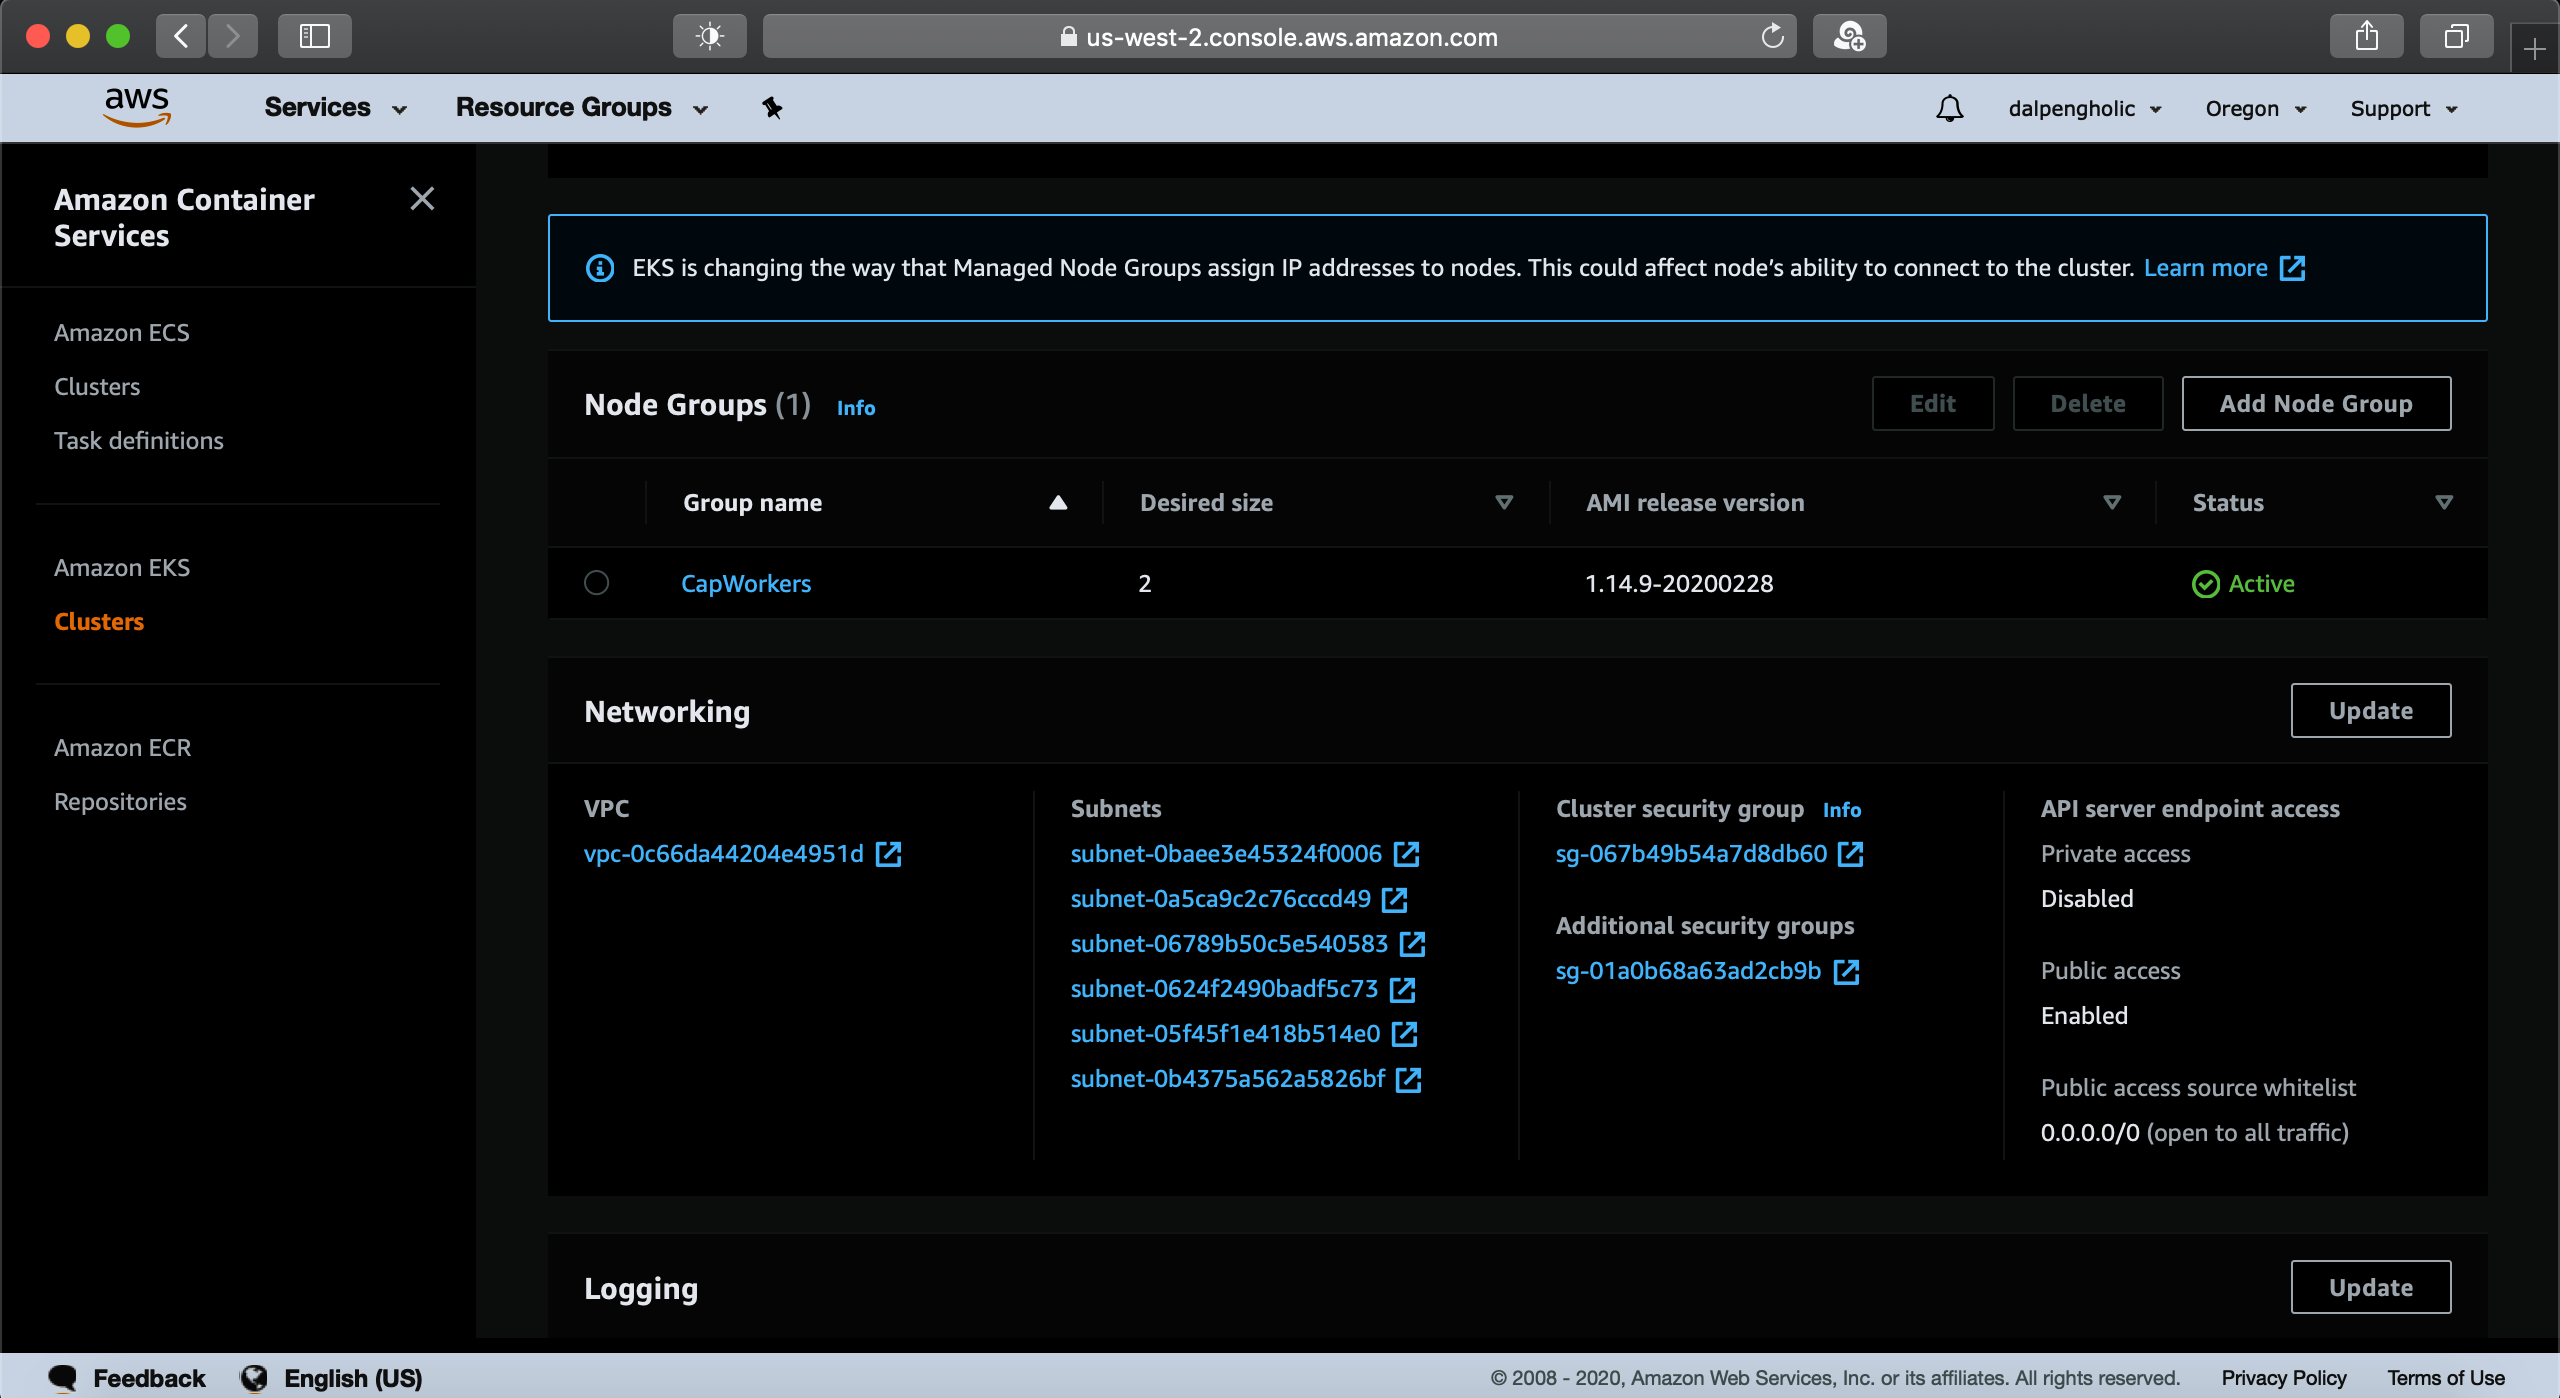 us-west-2.console.aws.amazon.com
aws
Services
Resource Groups
dalpengholic
Oregon
Support
Amazon Container
Services
Amazon ECS
Clusters
Task definitions
Amazon EKS
Clusters
Amazon ECR
Repositories
EKS is changing the way that Managed Node Groups assign IP addresses to nodes. This could affect node's ability to connect to the cluster. Learn more
Node Groups (1) Info
Edit
Delete
Add Node Group
Group name
Desired size
AMI release version
Status
CapWorkers
2
1.14.9-20200228
Active
Networking
Update
VPC
vpc-0c66da44204e4951d
Subnets
subnet-0baee3e45324f0006
subnet-0a5ca9c2c76cccd49
subnet-06789b50c5e540583
subnet-0624f2490badf5c73
subnet-05f45f1e418b514e0
subnet-0b4375a562a5826bf
Cluster security group Info
sg-067b49b54a7d8db60
Additional security groups
sg-01a0b68a63ad2cb9b
API server endpoint access
Private access
Disabled
Public access
Enabled
Public access source whitelist
0.0.0.0/0 (open to all traffic)
Logging
Update
Feedback
English (US)
© 2008 - 2020, Amazon Web Services, Inc. or its affiliates. All rights reserved.
Privacy Policy
Terms of Use